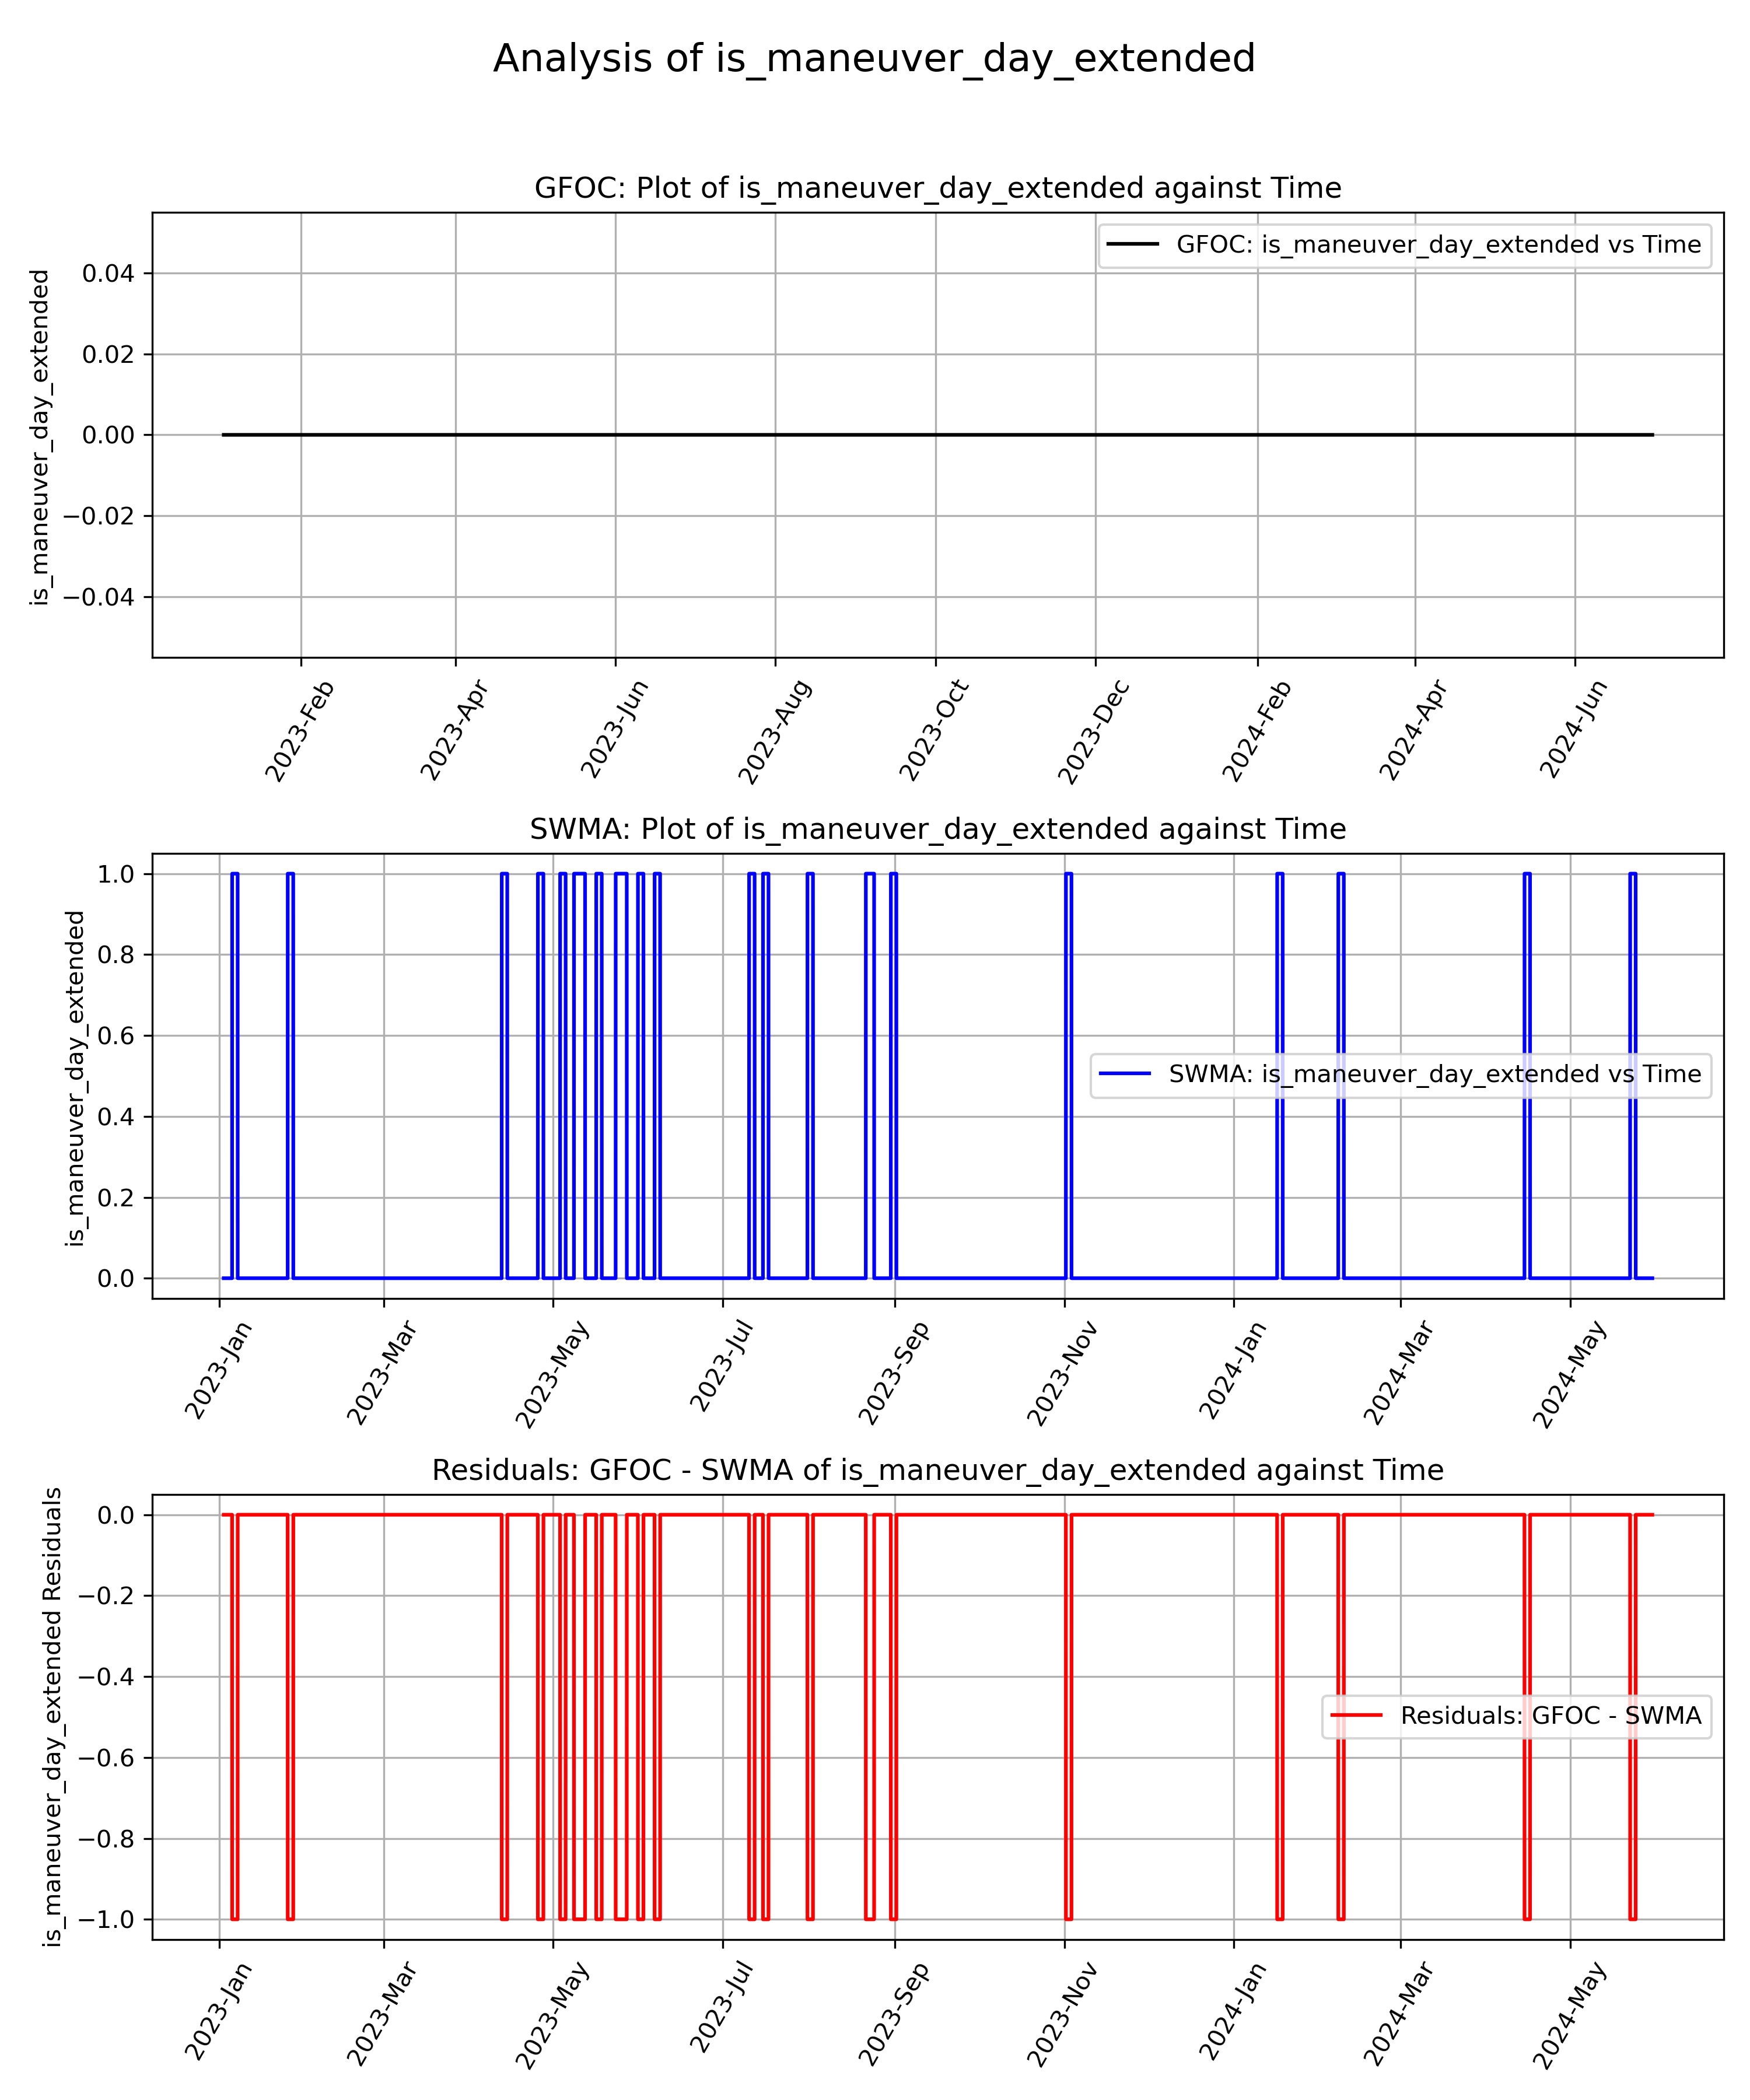 Analysis of is_maneuver_day_extended
GFOC: Plot of is_maneuver_day_extended against Time
GFOC: is_maneuver_day_extended vs Time
is_maneuver_day_extended
0.04
0.02
0.00
−0.02
−0.04
2023-Feb
2023-Apr
2023-Jun
2023-Aug
2023-Oct
2023-Dec
2024-Feb
2024-Apr
2024-Jun
SWMA: Plot of is_maneuver_day_extended against Time
SWMA: is_maneuver_day_extended vs Time
is_maneuver_day_extended
1.0
0.8
0.6
0.4
0.2
0.0
2023-Jan
2023-Mar
2023-May
2023-Jul
2023-Sep
2023-Nov
2024-Jan
2024-Mar
2024-May
Residuals: GFOC - SWMA of is_maneuver_day_extended against Time
Residuals: GFOC - SWMA
is_maneuver_day_extended Residuals
0.0
−0.2
−0.4
−0.6
−0.8
−1.0
2023-Jan
2023-Mar
2023-May
2023-Jul
2023-Sep
2023-Nov
2024-Jan
2024-Mar
2024-May